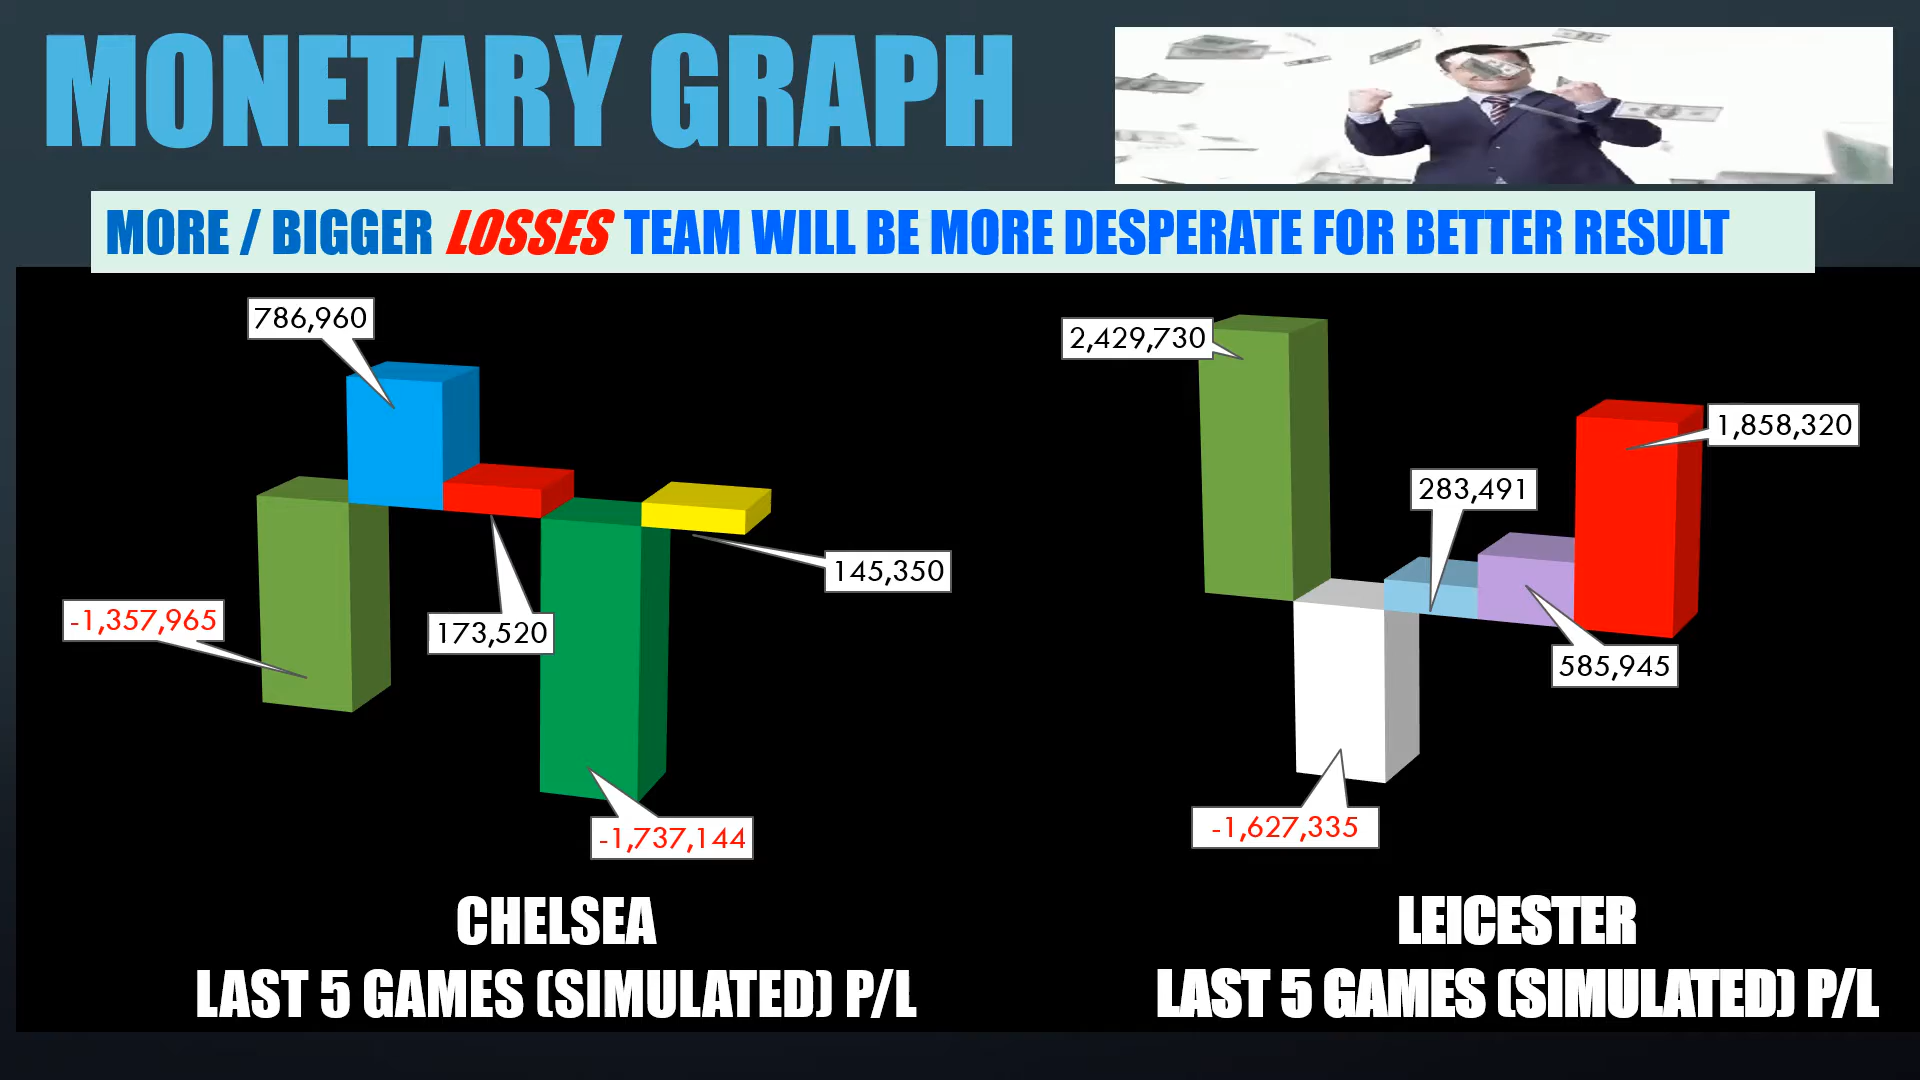 MONETARY GRAPH
MORE / BIGGER LOSSES TEAM WILL BE MORE DESPERATE FOR BETTER RESULT
786,960
-1,357,965
173,520
145,350
-1,737,144
CHELSEA
LAST 5 GAMES (SIMULATED) P/L
2,429,730
1,858,320
283,491
585,945
-1,627,335
LEICESTER
LAST 5 GAMES (SIMULATED) P/L